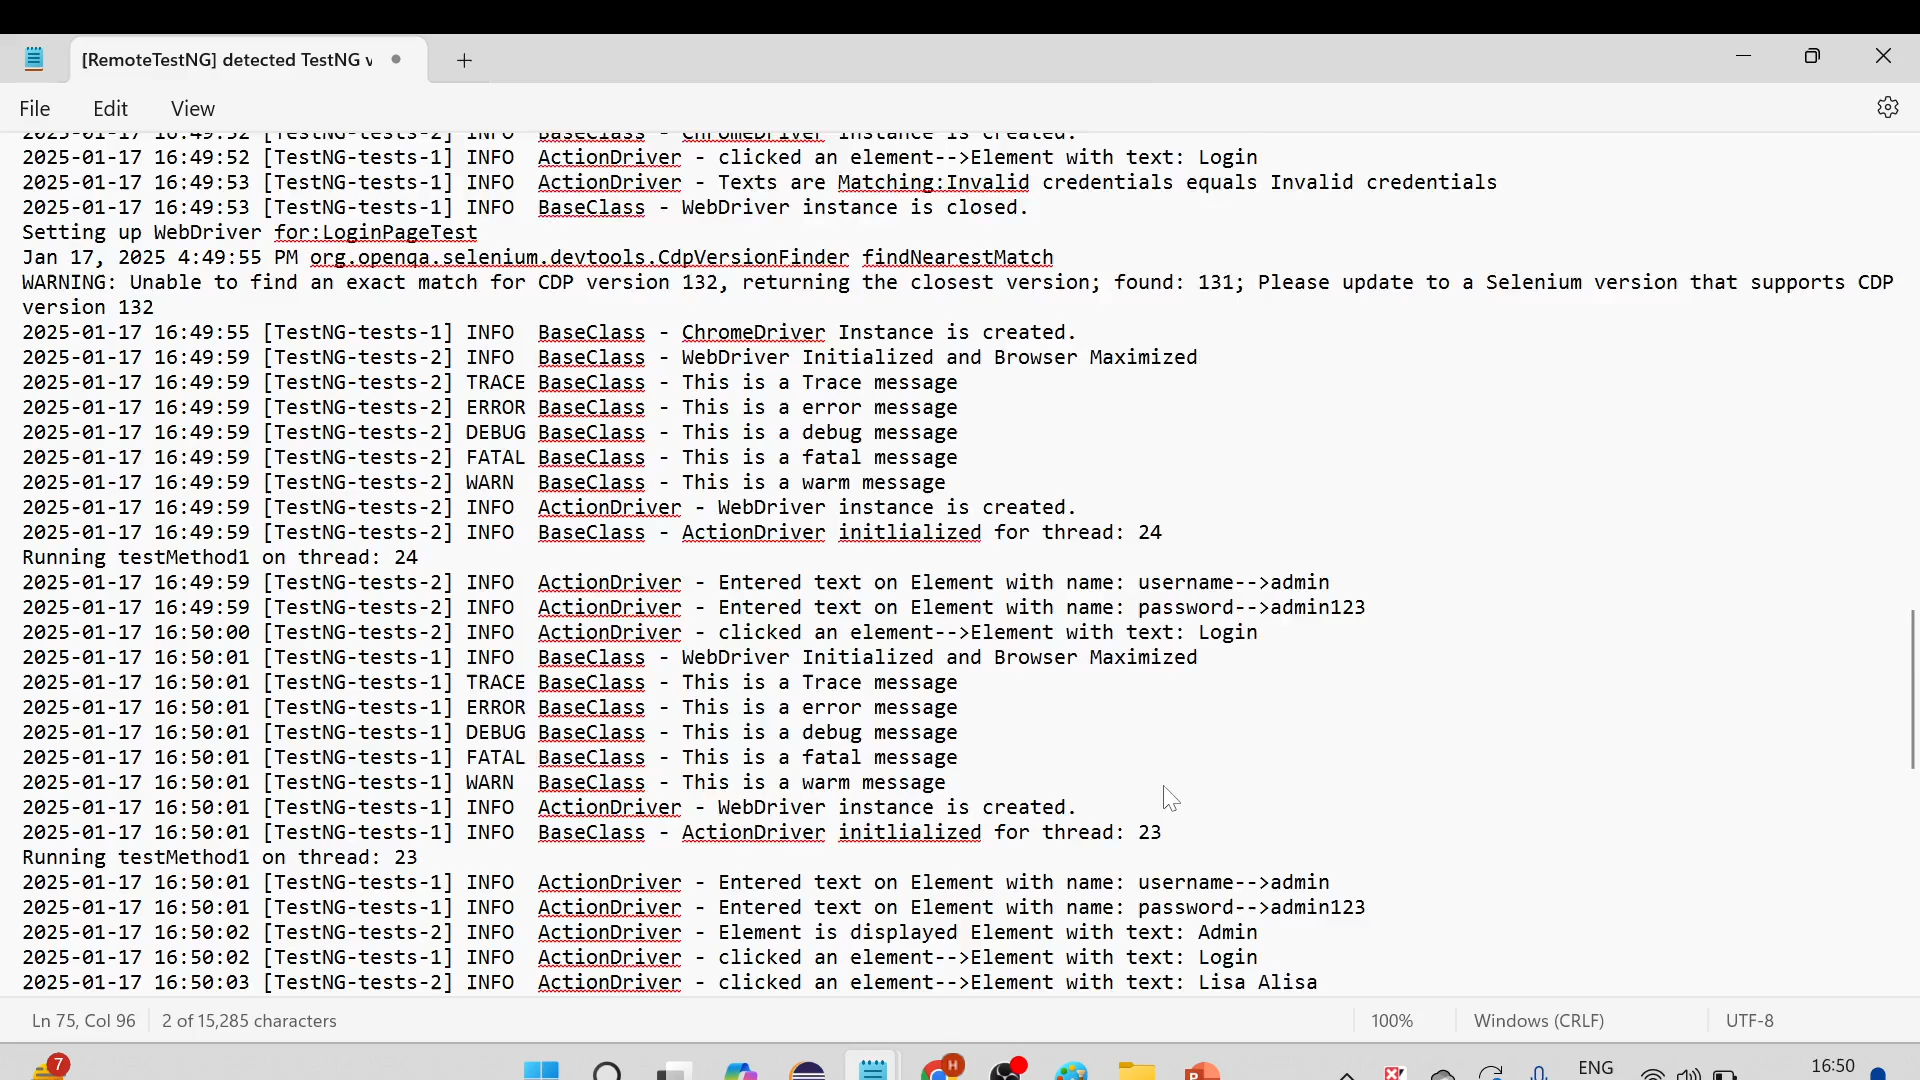 [RemoteTestNG] detected TestNG v
File Edit View
2025-01-17 16:49:52 [TestNG-tests-2] INFO  BaseClass - ChromeDriver Instance is created.
2025-01-17 16:49:52 [TestNG-tests-1] INFO  ActionDriver - clicked an element-->Element with text: Login
2025-01-17 16:49:53 [TestNG-tests-1] INFO  ActionDriver - Texts are Matching:Invalid credentials equals Invalid credentials
2025-01-17 16:49:53 [TestNG-tests-1] INFO  BaseClass - WebDriver instance is closed.
Setting up WebDriver for:LoginPageTest
Jan 17, 2025 4:49:55 PM org.openqa.selenium.devtools.CdpVersionFinder findNearestMatch
WARNING: Unable to find an exact match for CDP version 132, returning the closest version; found: 131; Please update to a Selenium version that supports CDP
version 132
2025-01-17 16:49:55 [TestNG-tests-1] INFO  BaseClass - ChromeDriver Instance is created.
2025-01-17 16:49:59 [TestNG-tests-2] INFO  BaseClass - WebDriver Initialized and Browser Maximized
2025-01-17 16:49:59 [TestNG-tests-2] TRACE BaseClass - This is a Trace message
2025-01-17 16:49:59 [TestNG-tests-2] ERROR BaseClass - This is a error message
2025-01-17 16:49:59 [TestNG-tests-2] DEBUG BaseClass - This is a debug message
2025-01-17 16:49:59 [TestNG-tests-2] FATAL BaseClass - This is a fatal message
2025-01-17 16:49:59 [TestNG-tests-2] WARN  BaseClass - This is a warm message
2025-01-17 16:49:59 [TestNG-tests-2] INFO  ActionDriver - WebDriver instance is created.
2025-01-17 16:49:59 [TestNG-tests-2] INFO  BaseClass - ActionDriver initlialized for thread: 24
Running testMethod1 on thread: 24
2025-01-17 16:49:59 [TestNG-tests-2] INFO  ActionDriver - Entered text on Element with name: username-->admin
2025-01-17 16:49:59 [TestNG-tests-2] INFO  ActionDriver - Entered text on Element with name: password-->admin123
2025-01-17 16:50:00 [TestNG-tests-2] INFO  ActionDriver - clicked an element-->Element with text: Login
2025-01-17 16:50:01 [TestNG-tests-1] INFO  BaseClass - WebDriver Initialized and Browser Maximized
2025-01-17 16:50:01 [TestNG-tests-1] TRACE BaseClass - This is a Trace message
2025-01-17 16:50:01 [TestNG-tests-1] ERROR BaseClass - This is a error message
2025-01-17 16:50:01 [TestNG-tests-1] DEBUG BaseClass - This is a debug message
2025-01-17 16:50:01 [TestNG-tests-1] FATAL BaseClass - This is a fatal message
2025-01-17 16:50:01 [TestNG-tests-1] WARN  BaseClass - This is a warm message
2025-01-17 16:50:01 [TestNG-tests-1] INFO  ActionDriver - WebDriver instance is created.
2025-01-17 16:50:01 [TestNG-tests-1] INFO  BaseClass - ActionDriver initlialized for thread: 23
Running testMethod1 on thread: 23
2025-01-17 16:50:01 [TestNG-tests-1] INFO  ActionDriver - Entered text on Element with name: username-->admin
2025-01-17 16:50:01 [TestNG-tests-1] INFO  ActionDriver - Entered text on Element with name: password-->admin123
2025-01-17 16:50:02 [TestNG-tests-2] INFO  ActionDriver - Element is displayed Element with text: Admin
2025-01-17 16:50:02 [TestNG-tests-1] INFO  ActionDriver - clicked an element-->Element with text: Login
2025-01-17 16:50:03 [TestNG-tests-2] INFO  ActionDriver - clicked an element-->Element with text: Lisa Alisa
Ln 75, Col 96 2 of 15,285 characters 100% Windows (CRLF) UTF-8
7 H P ENG 16:50